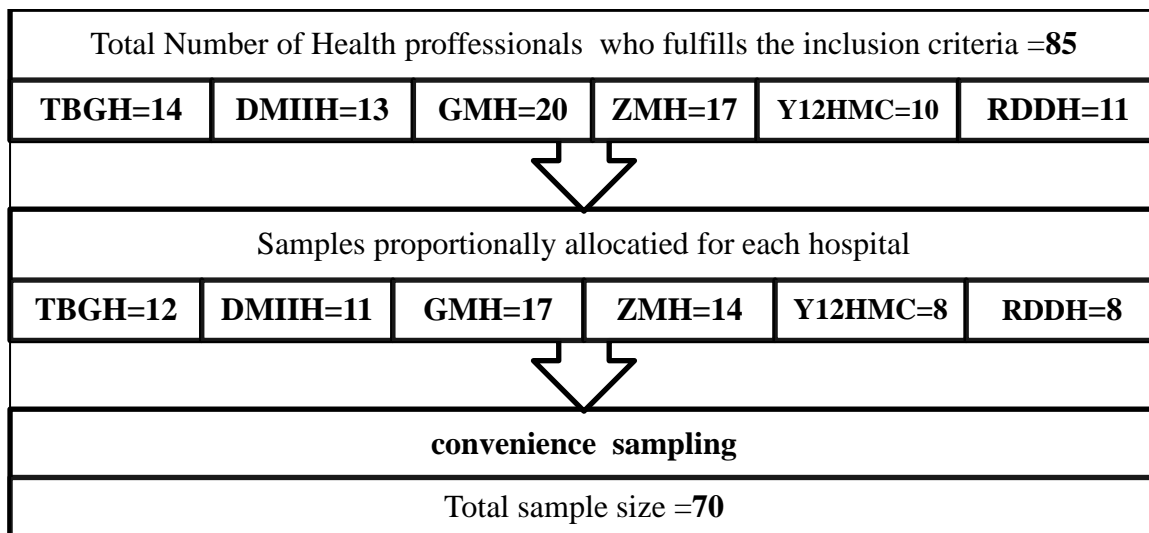 Total Number of Health proffessionals who fulfills the inclusion criteria =85
TBGH=14 DMIIH=13 GMH=20 ZMH=17 Y12HMC=10 RDDH=11
Samples proportionally allocatied for each hospital
TBGH=12 DMIIH=11 GMH=17 ZMH=14 Y12HMC=8 RDDH=8
convenience sampling
Total sample size =70